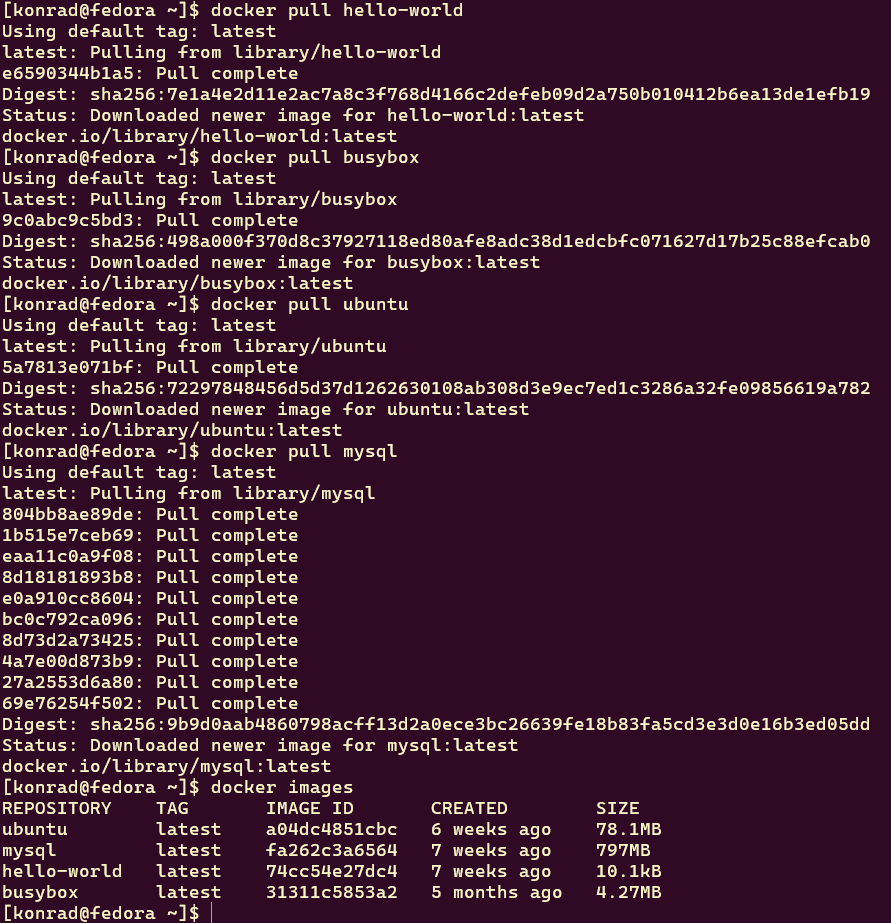 [konrad@fedora ~]$ docker pull hello-world
Using default tag: latest
latest: Pulling from library/hello-world
e6590344b1a5: Pull complete
Digest: sha256:7e1a4e2d11e2ac7a8c3f768d4166c2defeb09d2a750b010412b6ea13de1efb19
Status: Downloaded newer image for hello-world:latest
docker.io/library/hello-world:latest
[konrad@fedora ~]$ docker pull busybox
Using default tag: latest
latest: Pulling from library/busybox
9c0abc9c5bd3: Pull complete
Digest: sha256:498a000f370d8c37927118ed80afe8adc38d1edcbfc071627d17b25c88efcab0
Status: Downloaded newer image for busybox:latest
docker.io/library/busybox:latest
[konrad@fedora ~]$ docker pull ubuntu
Using default tag: latest
latest: Pulling from library/ubuntu
5a7813e071bf: Pull complete
Digest: sha256:72297848456d5d37d1262630108ab308d3e9ec7ed1c3286a32fe09856619a782
Status: Downloaded newer image for ubuntu:latest
docker.io/library/ubuntu:latest
[konrad@fedora ~]$ docker pull mysql
Using default tag: latest
latest: Pulling from library/mysql
804bb8ae89de: Pull complete
1b515e7ceb69: Pull complete
eaa11c0a9f08: Pull complete
8d18181893b8: Pull complete
e0a910cc8604: Pull complete
bc0c792ca096: Pull complete
8d73d2a73425: Pull complete
4a7e00d873b9: Pull complete
27a2553d6a80: Pull complete
69e76254f502: Pull complete
Digest: sha256:9b9d0aab4860798acff13d2a0ece3bc26639fe18b83fa5cd3e3d0e16b3ed05dd
Status: Downloaded newer image for mysql:latest
docker.io/library/mysql:latest
[konrad@fedora ~]$ docker images
REPOSITORY    TAG       IMAGE ID       CREATED        SIZE
ubuntu        latest    a04dc4851cbc   6 weeks ago    78.1MB
mysql         latest    fa262c3a6564   7 weeks ago    797MB
hello-world   latest    74cc54e27dc4   7 weeks ago    10.1kB
busybox       latest    31311c5853a2   5 months ago   4.27MB
[konrad@fedora ~]$